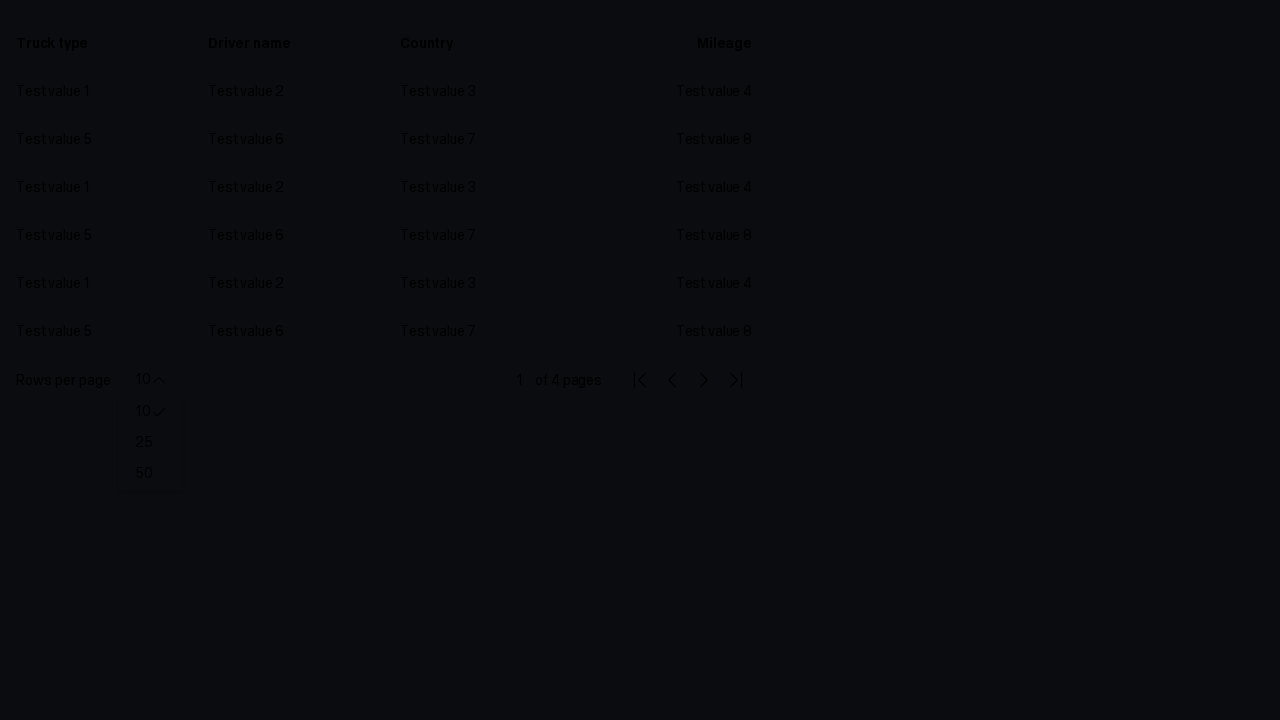 Truck type Driver name Country Mileage
Test value 1 Test value 2 Test value 3 Test value 4
Test value 5 Test value 6 Test value 7 Test value 8
Test value 1 Test value 2 Test value 3 Test value 4
Test value 5 Test value 6 Test value 7 Test value 8
Test value 1 Test value 2 Test value 3 Test value 4
Test value 5 Test value 6 Test value 7 Test value 8
Rows per page 10 1 of 4 pages
10
25
50